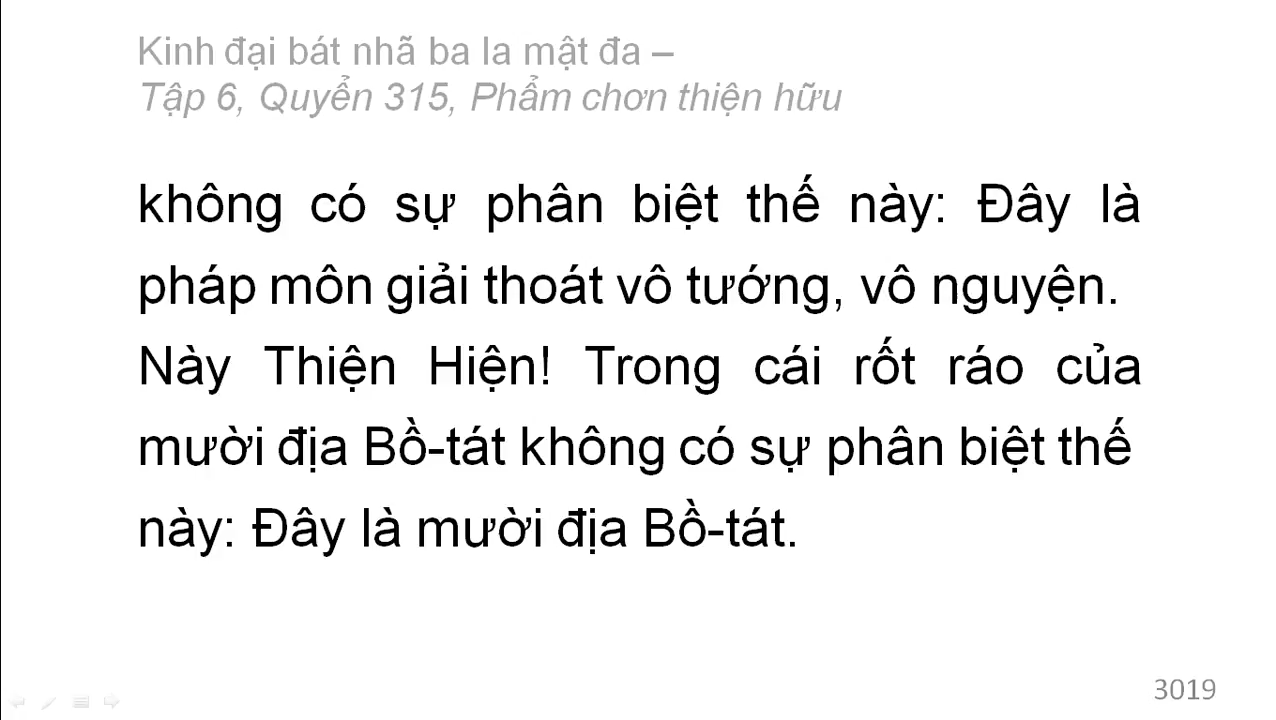 Kinh đại bát nhã ba la mật đa –
Tập 6, Quyển 315, Phẩm chơn thiện hữu
không có sự phân biệt thế này: Đây là
pháp môn giải thoát vô tướng, vô nguyện.
Này Thiện Hiện! Trong cái rốt ráo của
mười địa Bồ-tát không có sự phân biệt thế
này: Đây là mười địa Bồ-tát.
3019